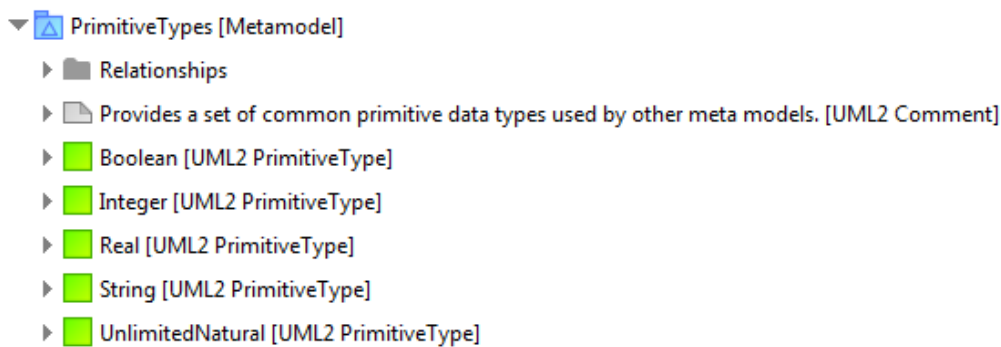 PrimitiveTypes [Metamodel]
Relationships
Provides a set of common primitive data types used by other meta models. [UML2 Comment]
Boolean [UML2 PrimitiveType]
Integer [UML2 PrimitiveType]
Real [UML2 PrimitiveType]
String [UML2 PrimitiveType]
UnlimitedNatural [UML2 PrimitiveType]